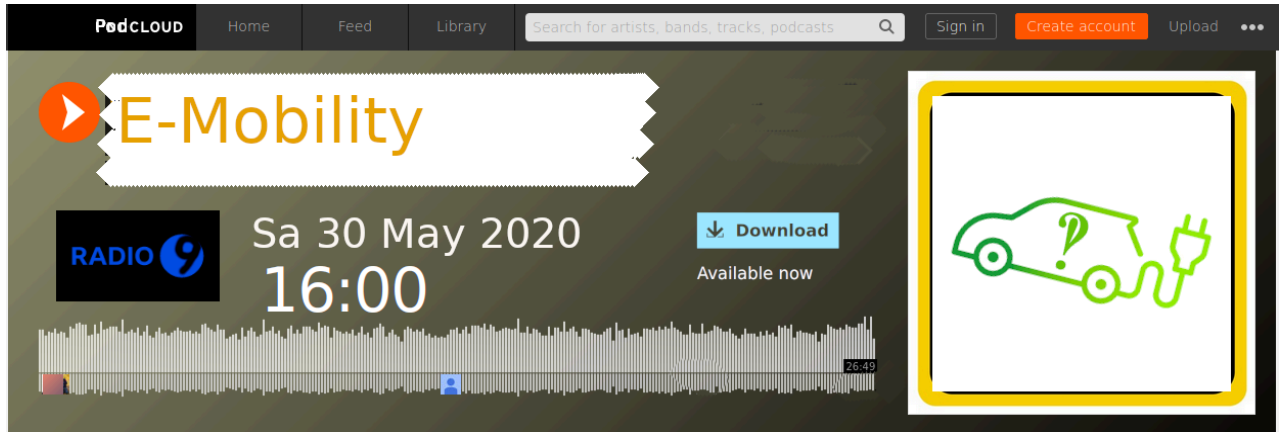 PodCLOUD Home Feed Library Search for artists, bands, tracks, podcasts Sign in Create account Upload
E-Mobility
RADIO 9
Sa 30 May 2020
16:00
Download
Available now
26:49
‽